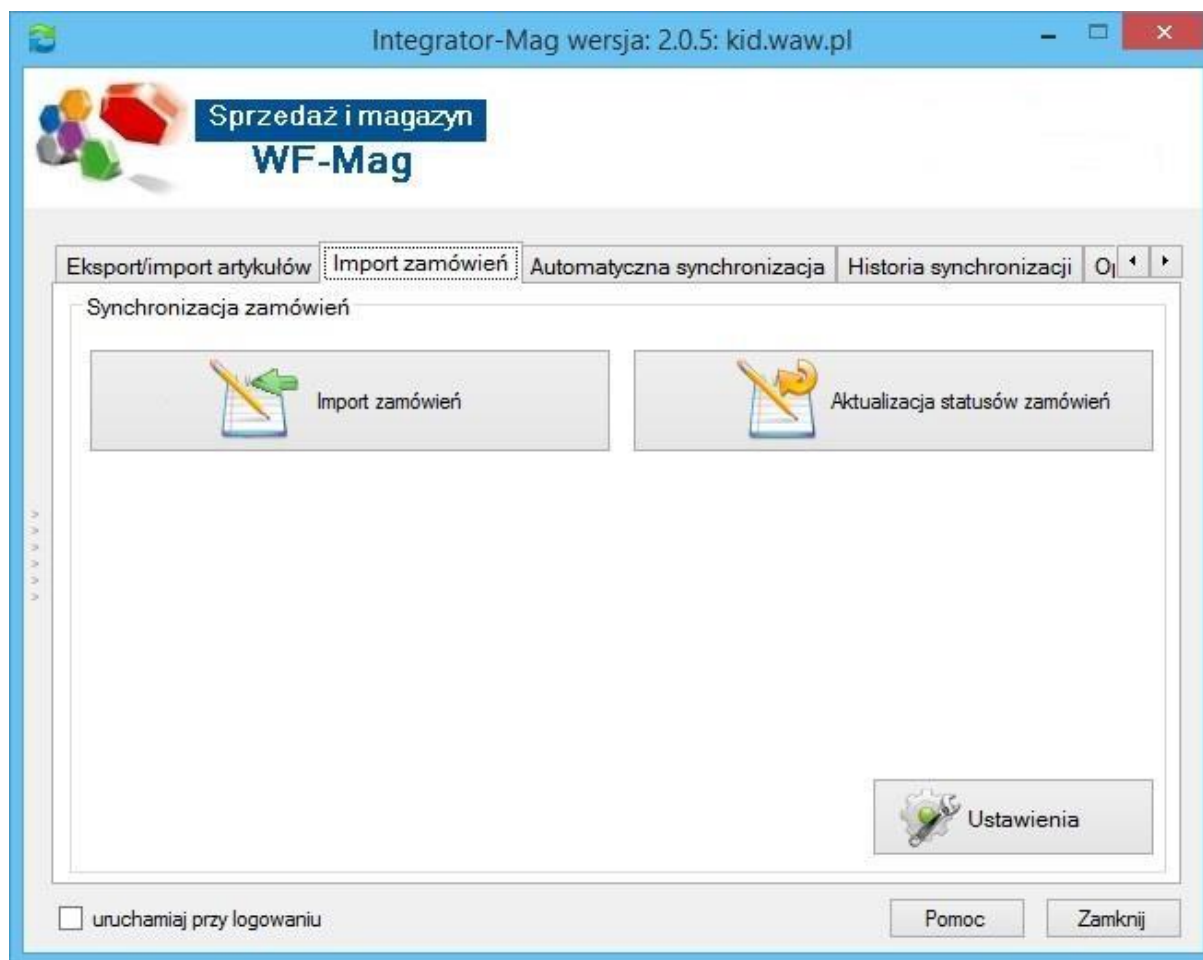 Integrator-Mag wersja: 2.0.5: kid.waw.pl
Sprzedaż i magazyn
WF-Mag
Eksport/import artykułów Import zamówień Automatyczna synchronizacja Historia synchronizacji
Synchronizacja zamówień
Import zamówień Aktualizacja statusów zamówień
Ustawienia
uruchamiaj przy logowaniu Pomoc Zamknij